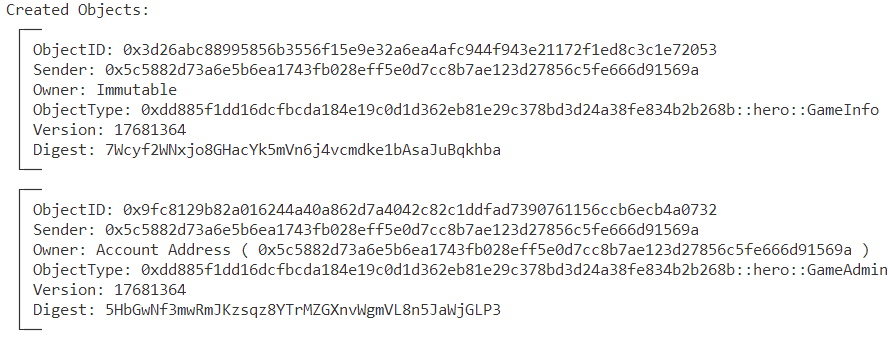 Created Objects:
ObjectID: 0x3d26abc88995856b3556f15e9e32a6ea4afc944f943e21172f1ed8c3c1e72053
Sender: 0x5c5882d73a6e5b6ea1743fb028eff5e0d7cc8b7ae123d27856c5fe666d91569a
Owner: Immutable
ObjectType: 0xdd885f1dd16dcfbcda184e19c0d1d362eb81e29c378bd3d24a38fe834b2b268b::hero::GameInfo
Version: 17681364
Digest: 7Wcyf2WNxjo8GHacYk5mVn6j4vcmdke1bAsaJuBqkhba
ObjectID: 0x9fc8129b82a016244a40a862d7a4042c82c1ddfad7390761156ccb6ecb4a0732
Sender: 0x5c5882d73a6e5b6ea1743fb028eff5e0d7cc8b7ae123d27856c5fe666d91569a
Owner: Account Address ( 0x5c5882d73a6e5b6ea1743fb028eff5e0d7cc8b7ae123d27856c5fe666d91569a )
ObjectType: 0xdd885f1dd16dcfbcda184e19c0d1d362eb81e29c378bd3d24a38fe834b2b268b::hero::GameAdmin
Version: 17681364
Digest: 5HbGwNf3mwRmJKzsqz8YTrMZGXnvWgmVL8n5JaWjGLP3